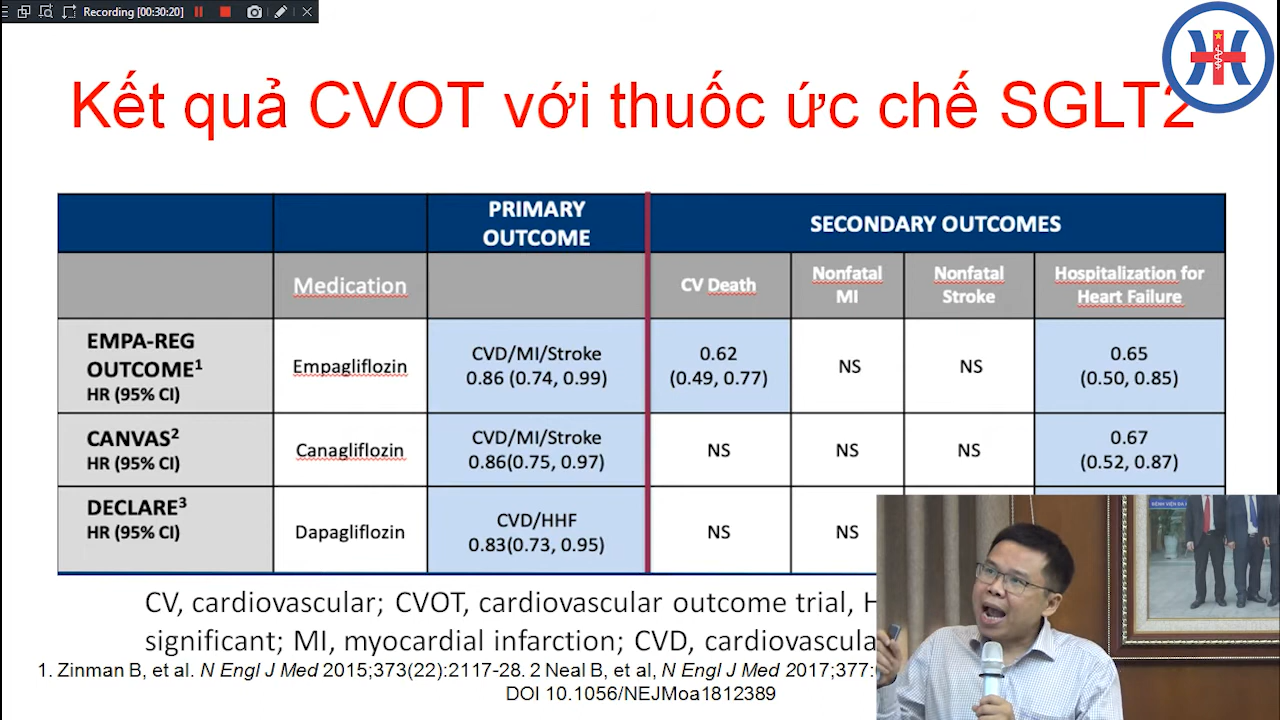 Recording [00:30:20]
Kết quả CVOT với thuốc ức chế SGLT2
PRIMARY
OUTCOME
SECONDARY OUTCOMES
Medication
CV Death
Nonfatal
MI
Nonfatal
Stroke
Hospitalization for
Heart Failure
EMPA-REG
OUTCOME1
HR (95% CI)
Empagliflozin
CVD/MI/Stroke
0.86 (0.74, 0.99)
0.62
(0.49, 0.77)
NS
NS
0.65
(0.50, 0.85)
CANVAS2
HR (95% CI)
Canagliflozin
CVD/MI/Stroke
0.86(0.75, 0.97)
NS
NS
NS
0.67
(0.52, 0.87)
DECLARE3
HR (95% CI)
Dapagliflozin
CVD/HHF
0.83(0.73, 0.95)
NS
NS
CV, cardiovascular; CVOT, cardiovascular outcome trial, H
significant; MI, myocardial infarction; CVD, cardiovascula
1. Zinman B, et al. N Engl J Med 2015;373(22):2117-28. 2 Neal B, et al, N Engl J Med 2017;377:
DOI 10.1056/NEJMoa1812389
BỆNH VIỆN ĐA